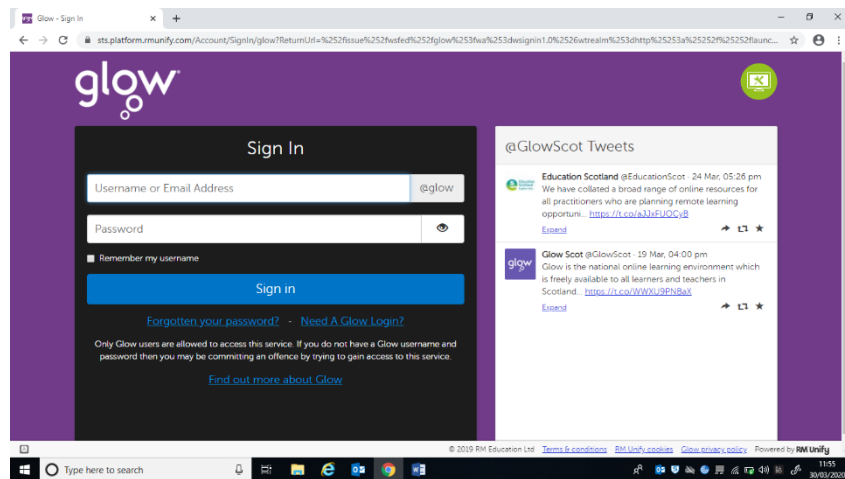 Glow - Sign In
sts.platform.rmunify.com/Account/SignIn/glow?ReturnUrl=%252fissue%252fwsfed%252fglow%253fwa%253dwsignin1.0%2526wtrealm%253dhttp%25253a%25252f%25252flaunc...
glow
Sign In
Username or Email Address @glow
Password
Remember my username
Sign in
Forgotten your password? - Need A Glow Login?
Only Glow users are allowed to access this service. If you do not have a Glow username and
password then you may be committing an offence by trying to gain access to this service.
Find out more about Glow
@GlowScot Tweets
Education Scotland @EducationScot - 24 Mar, 05:26 pm
We have collated a broad range of online resources for
all practitioners who are planning remote learning
opportuni... https://t.co/aJJxFUOCyB
Expand
glow
Glow Scot @GlowScot - 19 Mar, 04:00 pm
Glow is the national online learning environment which
is freely available to all learners and teachers in
Scotland... https://t.co/WWXU9PNBaX
Expand
© 2019 RM Education Ltd Terms & conditions RM Unify cookies Glow privacy policy Powered by RM Unify
Type here to search
11:55
30/03/2020